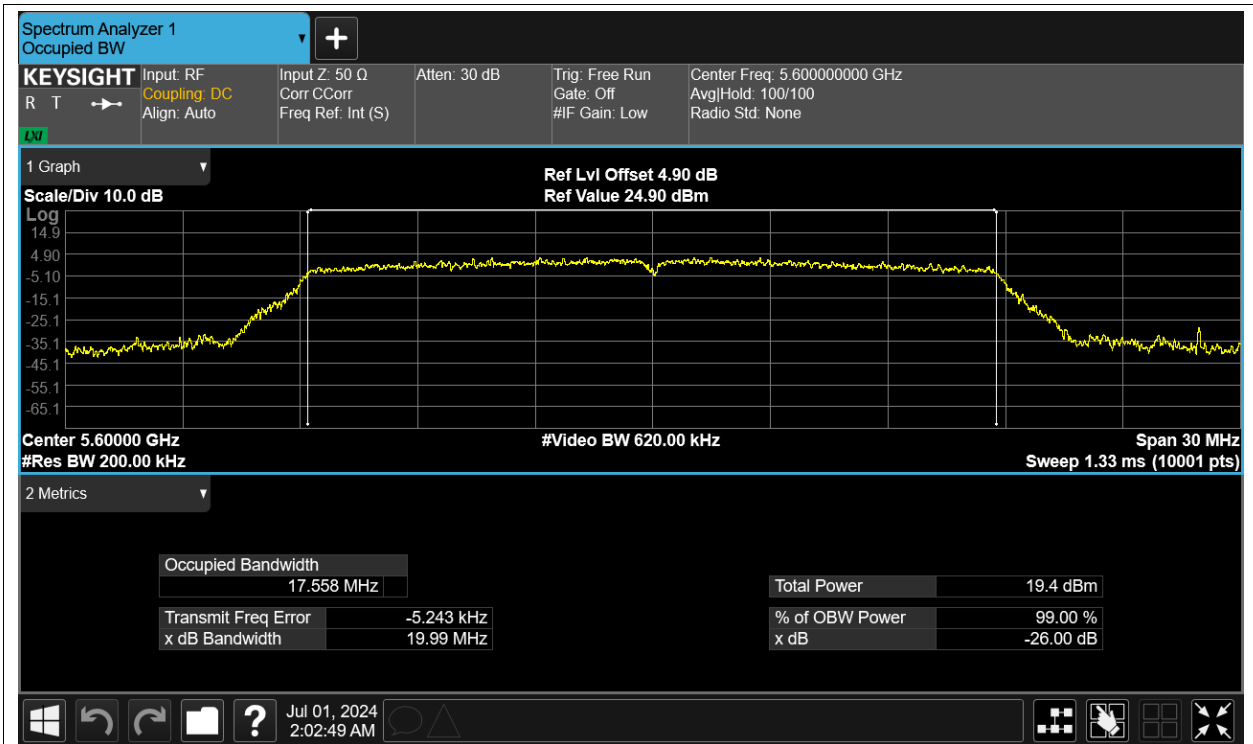 Spectrum Analyzer 1
Occupied BW
KEYSIGHT
R T
LXI
Input: RF
Coupling: DC
Align: Auto
Input Z: 50 Ω
Corr CCorr
Freq Ref: Int (S)
Atten: 30 dB
Trig: Free Run
Gate: Off
#IF Gain: Low
Center Freq: 5.600000000 GHz
Avg|Hold: 100/100
Radio Std: None
1 Graph
Scale/Div 10.0 dB
Ref Lvl Offset 4.90 dB
Ref Value 24.90 dBm
Log
14.9
4.90
-5.10
-15.1
-25.1
-35.1
-45.1
-55.1
-65.1
Center 5.60000 GHz
#Video BW 620.00 kHz
Span 30 MHz
#Res BW 200.00 kHz
Sweep 1.33 ms (10001 pts)
2 Metrics
Occupied Bandwidth
17.558 MHz
Total Power 19.4 dBm
Transmit Freq Error -5.243 kHz
% of OBW Power 99.00 %
x dB Bandwidth 19.99 MHz
x dB -26.00 dB
?
Jul 01, 2024
2:02:49 AM